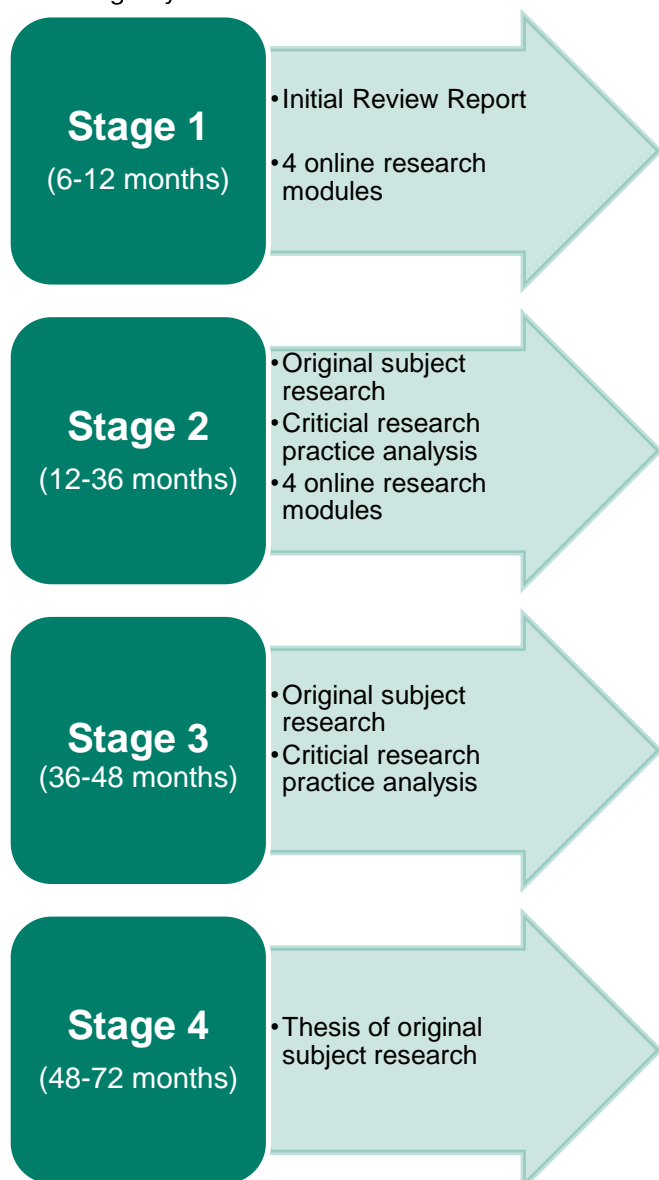 Stage 1
(6-12 months)
•Initial Review Report
•4 online research
modules
Stage 2
(12-36 months)
•Original subject
research
•Criticial research
practice analysis
•4 online research
modules
Stage 3
(36-48 months)
•Original subject
research
•Criticial research
practice analysis
Stage 4
(48-72 months)
•Thesis of original
subject research